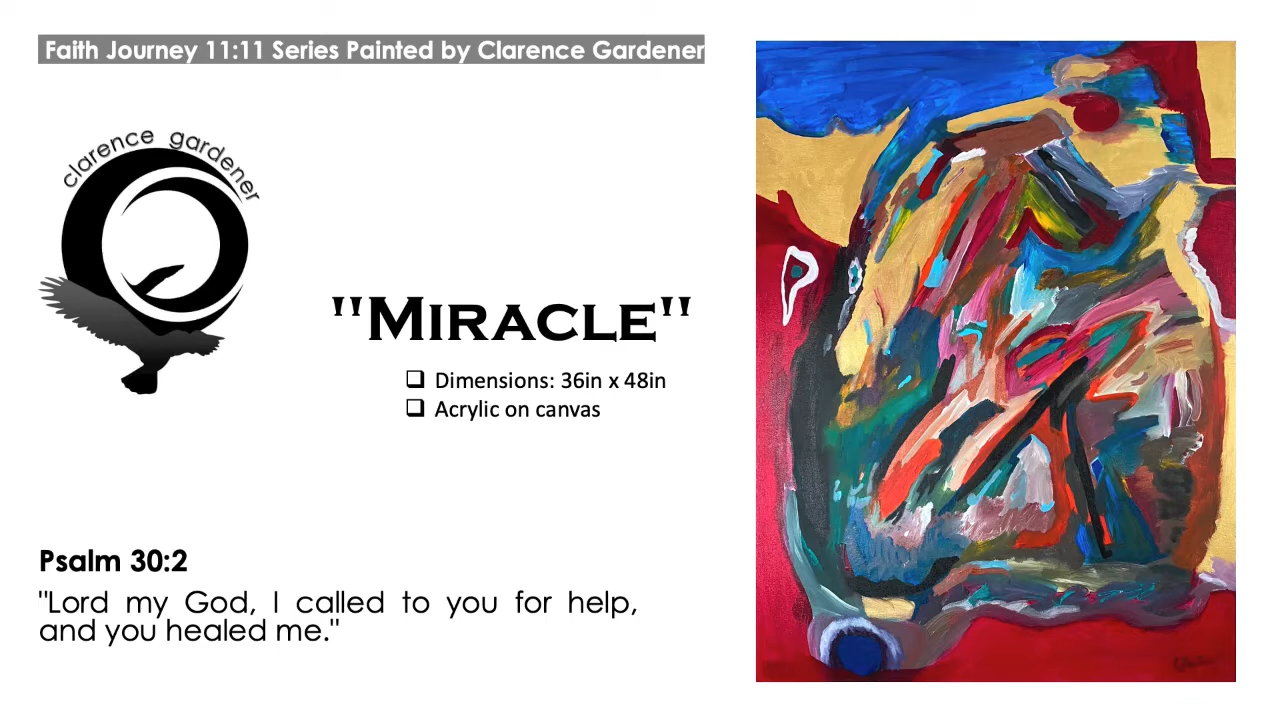 Faith Journey 11:11 Series Painted by Clarence Gardener
clarence gardener
"MIRACLE"
❑ Dimensions: 36in x 48in
❑ Acrylic on canvas
Psalm 30:2
"Lord my God, I called to you for help,
and you healed me."